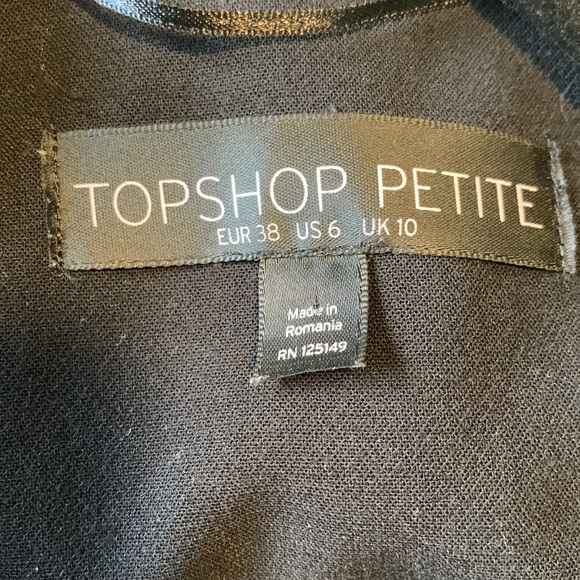 TOPSHOP PETITE
EUR 38 US 6 UK 10
Made in
Romania
RN 125149